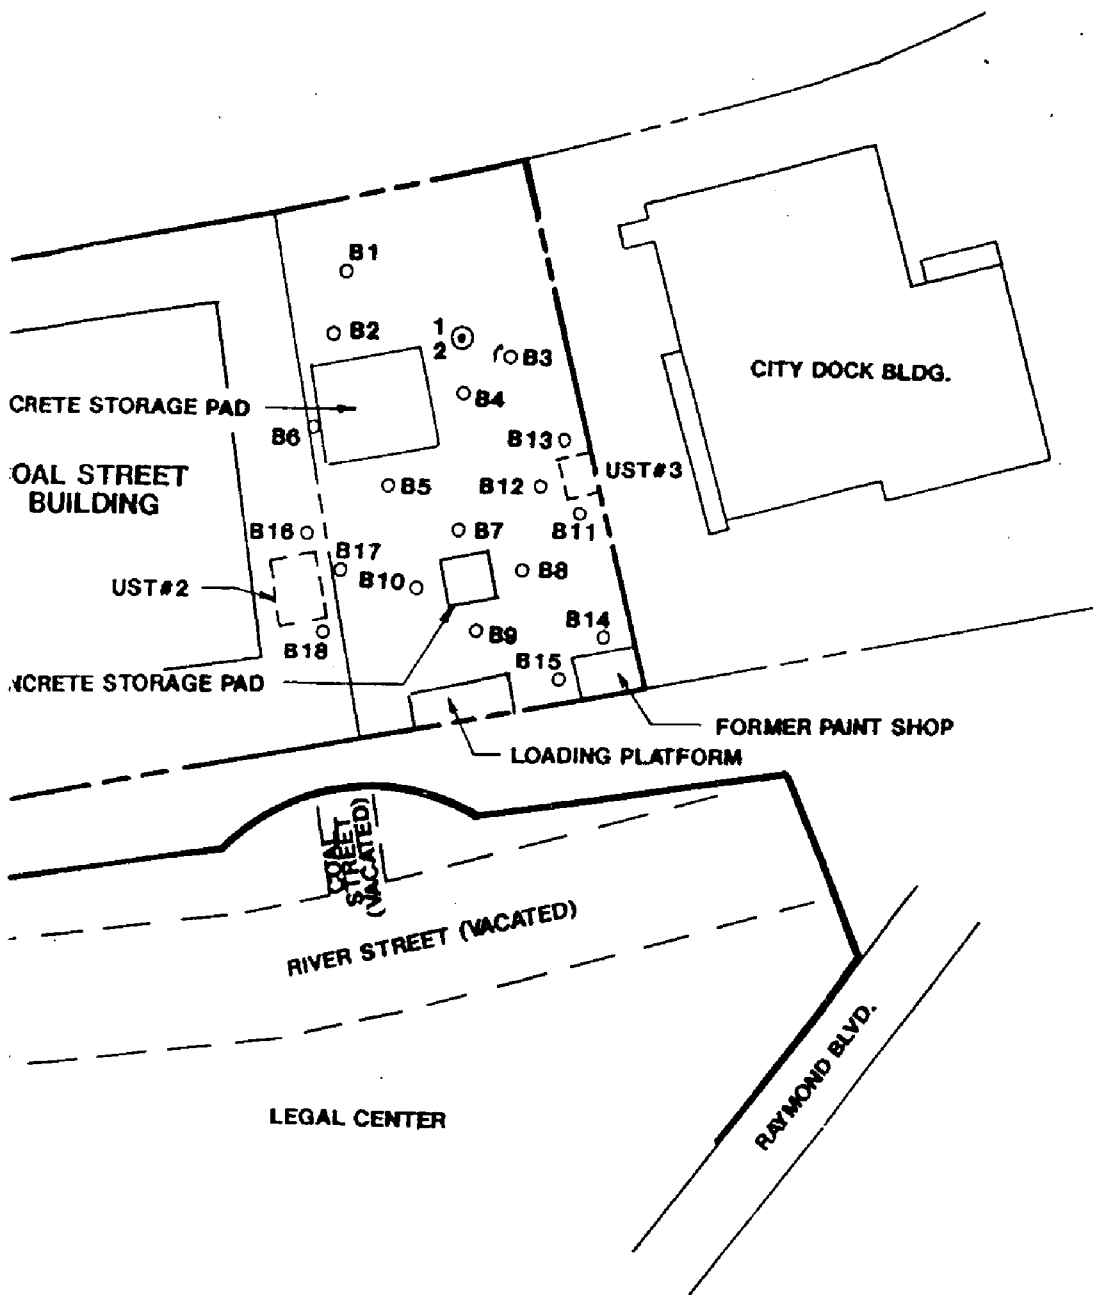 B1
B2
1
2
B3
CITY DOCK BLDG.
CRETE STORAGE PAD
B4
B6
B13
OAL STREET
BUILDING
UST#3
B5
B12
B11
B16
B7
B17
UST#2
B10
B8
B14
B9
B18
B15
NCRETE STORAGE PAD
FORMER PAINT SHOP
LOADING PLATFORM
COAL
STREET
(VACATED)
RIVER STREET (VACATED)
RAYMOND BLVD.
LEGAL CENTER